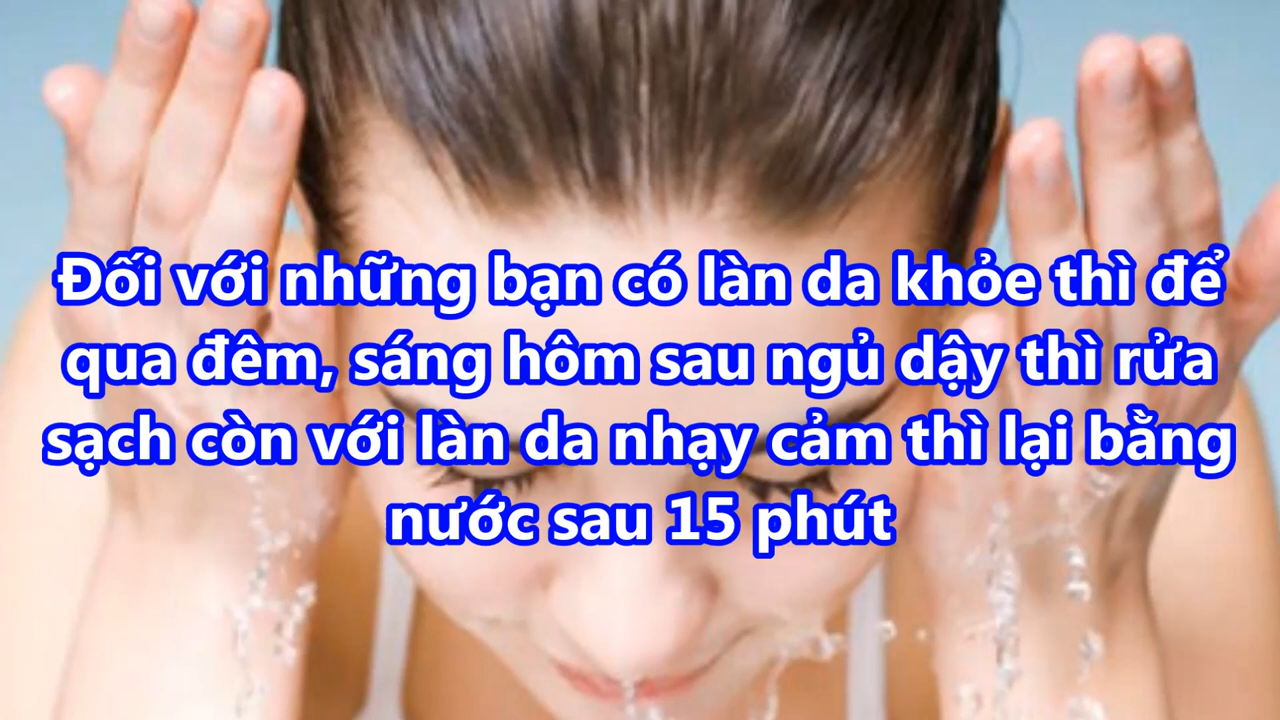 Đối với những bạn có làn da khỏe thì để
qua đêm, sáng hôm sau ngủ dậy thì rửa
sạch còn với làn da nhạy cảm thì lại bằng
nước sau 15 phút